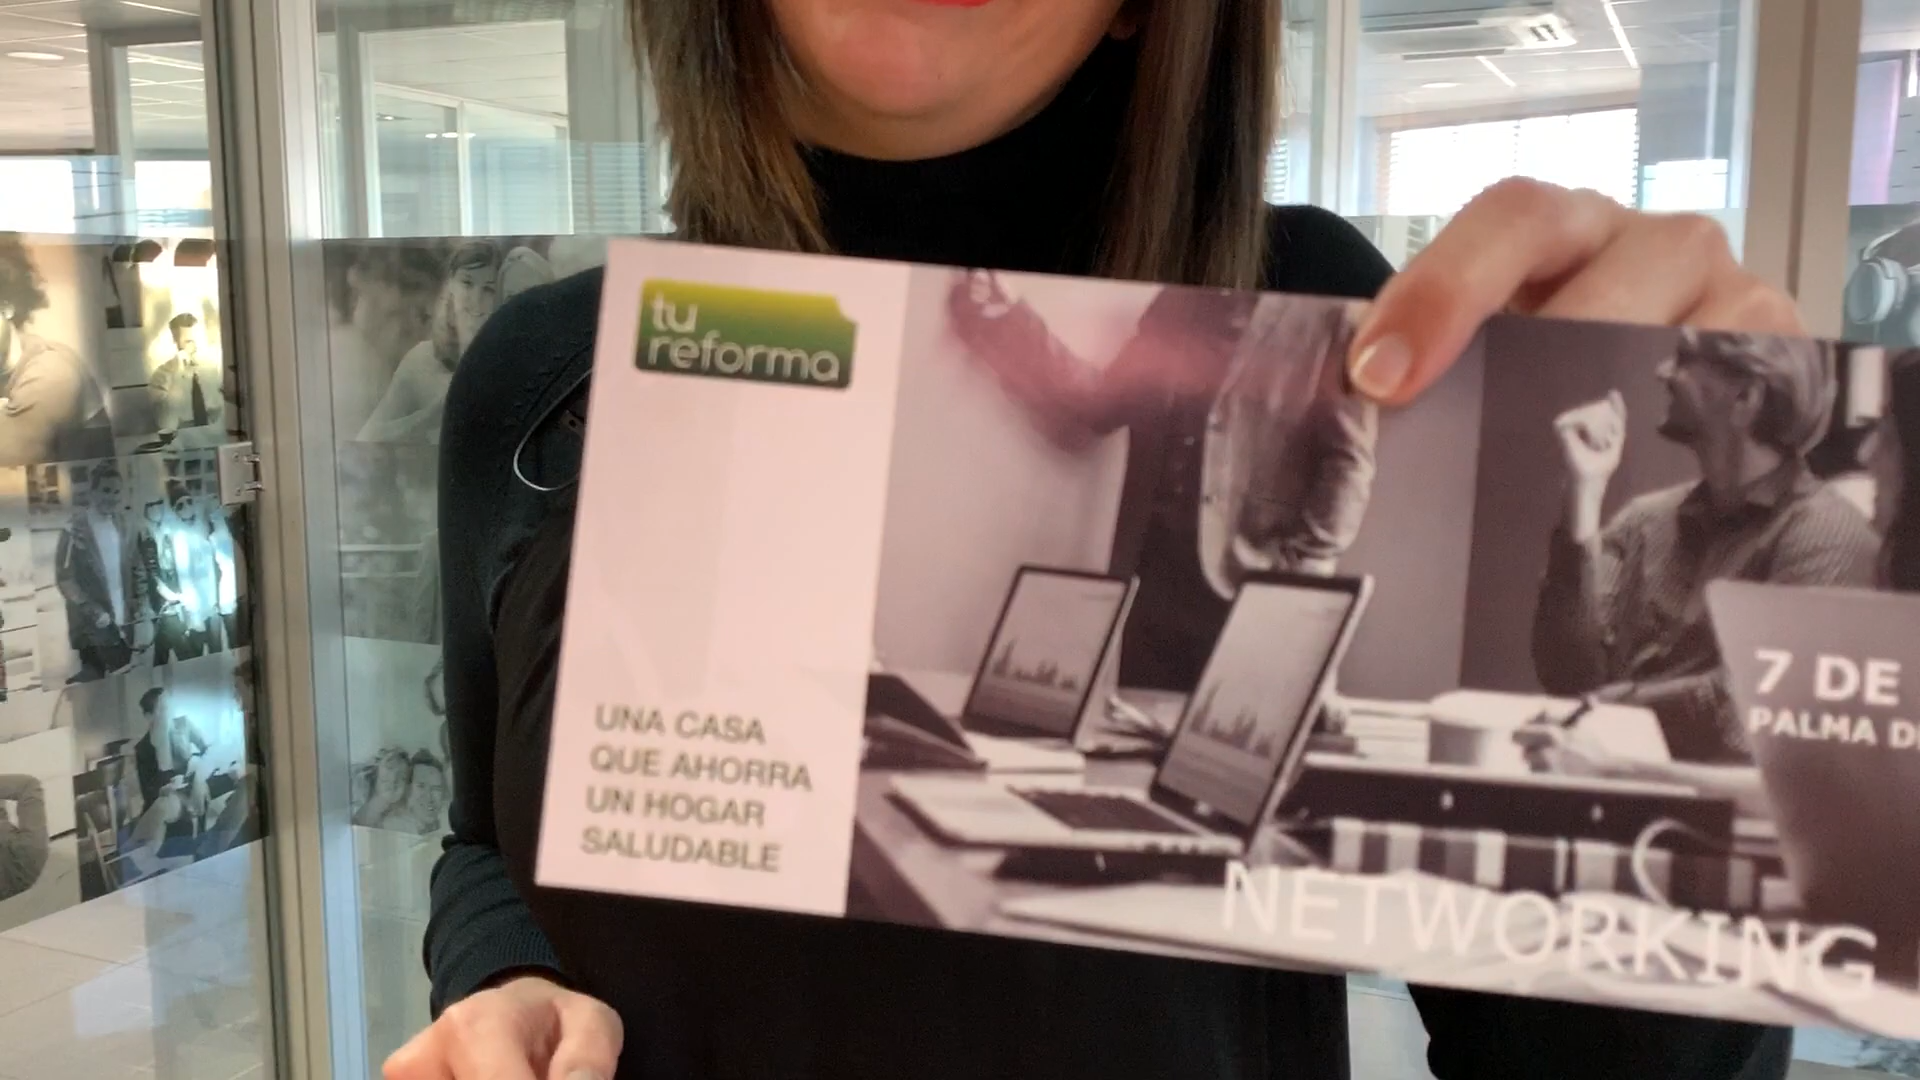 tu
reforma
UNA CASA
QUE AHORRA
UN HOGAR
SALUDABLE
7 DE
PALMA
NETWORKING